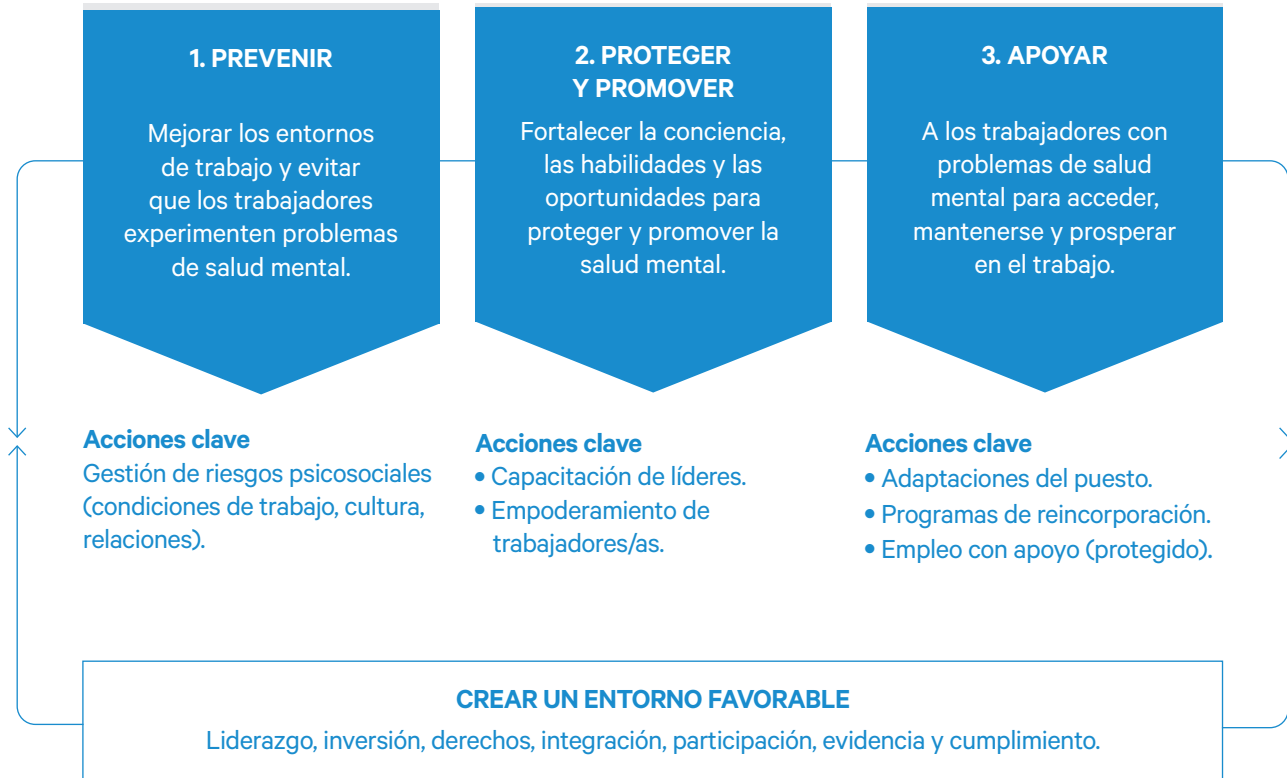 1. PREVENIR
Mejorar los entornos
de trabajo y evitar
que los trabajadores
experimenten problemas
de salud mental.
2. PROTEGER
Y PROMOVER
Fortalecer la conciencia,
las habilidades y las
oportunidades para
proteger y promover la
salud mental.
3. APOYAR
A los trabajadores con
problemas de salud
mental para acceder,
mantenerse y prosperar
en el trabajo.
Acciones clave
Gestión de riesgos psicosociales
(condiciones de trabajo, cultura,
relaciones).
Acciones clave
• Capacitación de líderes.
• Empoderamiento de
trabajadores/as.
Acciones clave
• Adaptaciones del puesto.
• Programas de reincorporación.
• Empleo con apoyo (protegido).
CREAR UN ENTORNO FAVORABLE
Liderazgo, inversión, derechos, integración, participación, evidencia y cumplimiento.